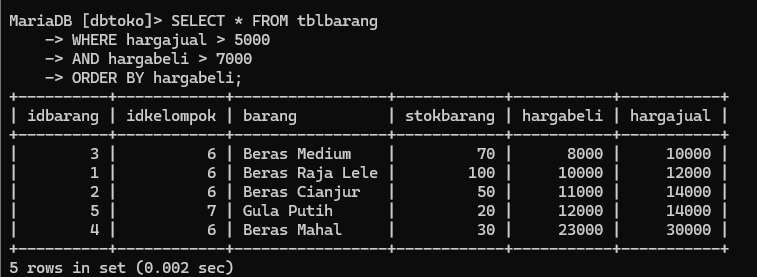 MariaDB [dbtoko]> SELECT * FROM tblbarang
    -> WHERE hargajual > 5000
    -> AND hargabeli > 7000
    -> ORDER BY hargabeli;
+----------+------------+----------------+------------+-----------+-----------+
| idbarang | idkelompok | barang         | stokbarang | hargabeli | hargajual |
+----------+------------+----------------+------------+-----------+-----------+
|        3 |          6 | Beras Medium   |         70 |      8000 |     10000 |
|        1 |          6 | Beras Raja Lele |        100 |     10000 |     12000 |
|        2 |          6 | Beras Cianjur  |         50 |     11000 |     14000 |
|        5 |          7 | Gula Putih     |         20 |     12000 |     14000 |
|        4 |          6 | Beras Mahal    |         30 |     23000 |     30000 |
+----------+------------+----------------+------------+-----------+-----------+
5 rows in set (0.002 sec)